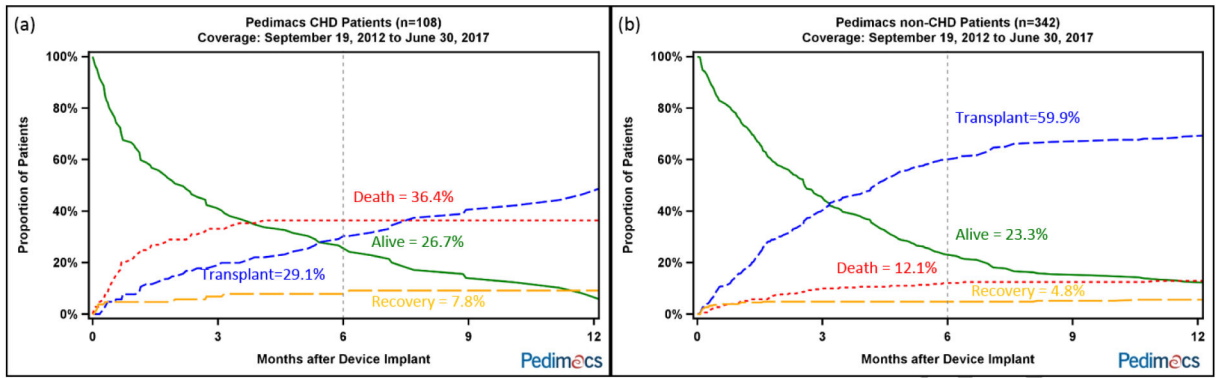 (a)
Pedimacs CHD Patients (n=108)
Coverage: September 19, 2012 to June 30, 2017
Proportion of Patients
100%
80%
60%
40%
20%
0%
Death = 36.4%
Alive = 26.7%
Transplant=29.1%
Recovery = 7.8%
0 3 6 9 12
Months after Device Implant
Pedimacs
(b)
Pedimacs non-CHD Patients (n=342)
Coverage: September 19, 2012 to June 30, 2017
Proportion of Patients
100%
80%
60%
40%
20%
0%
Transplant=59.9%
Alive = 23.3%
Death = 12.1%
Recovery = 4.8%
0 3 6 9 12
Months after Device Implant
Pedimacs